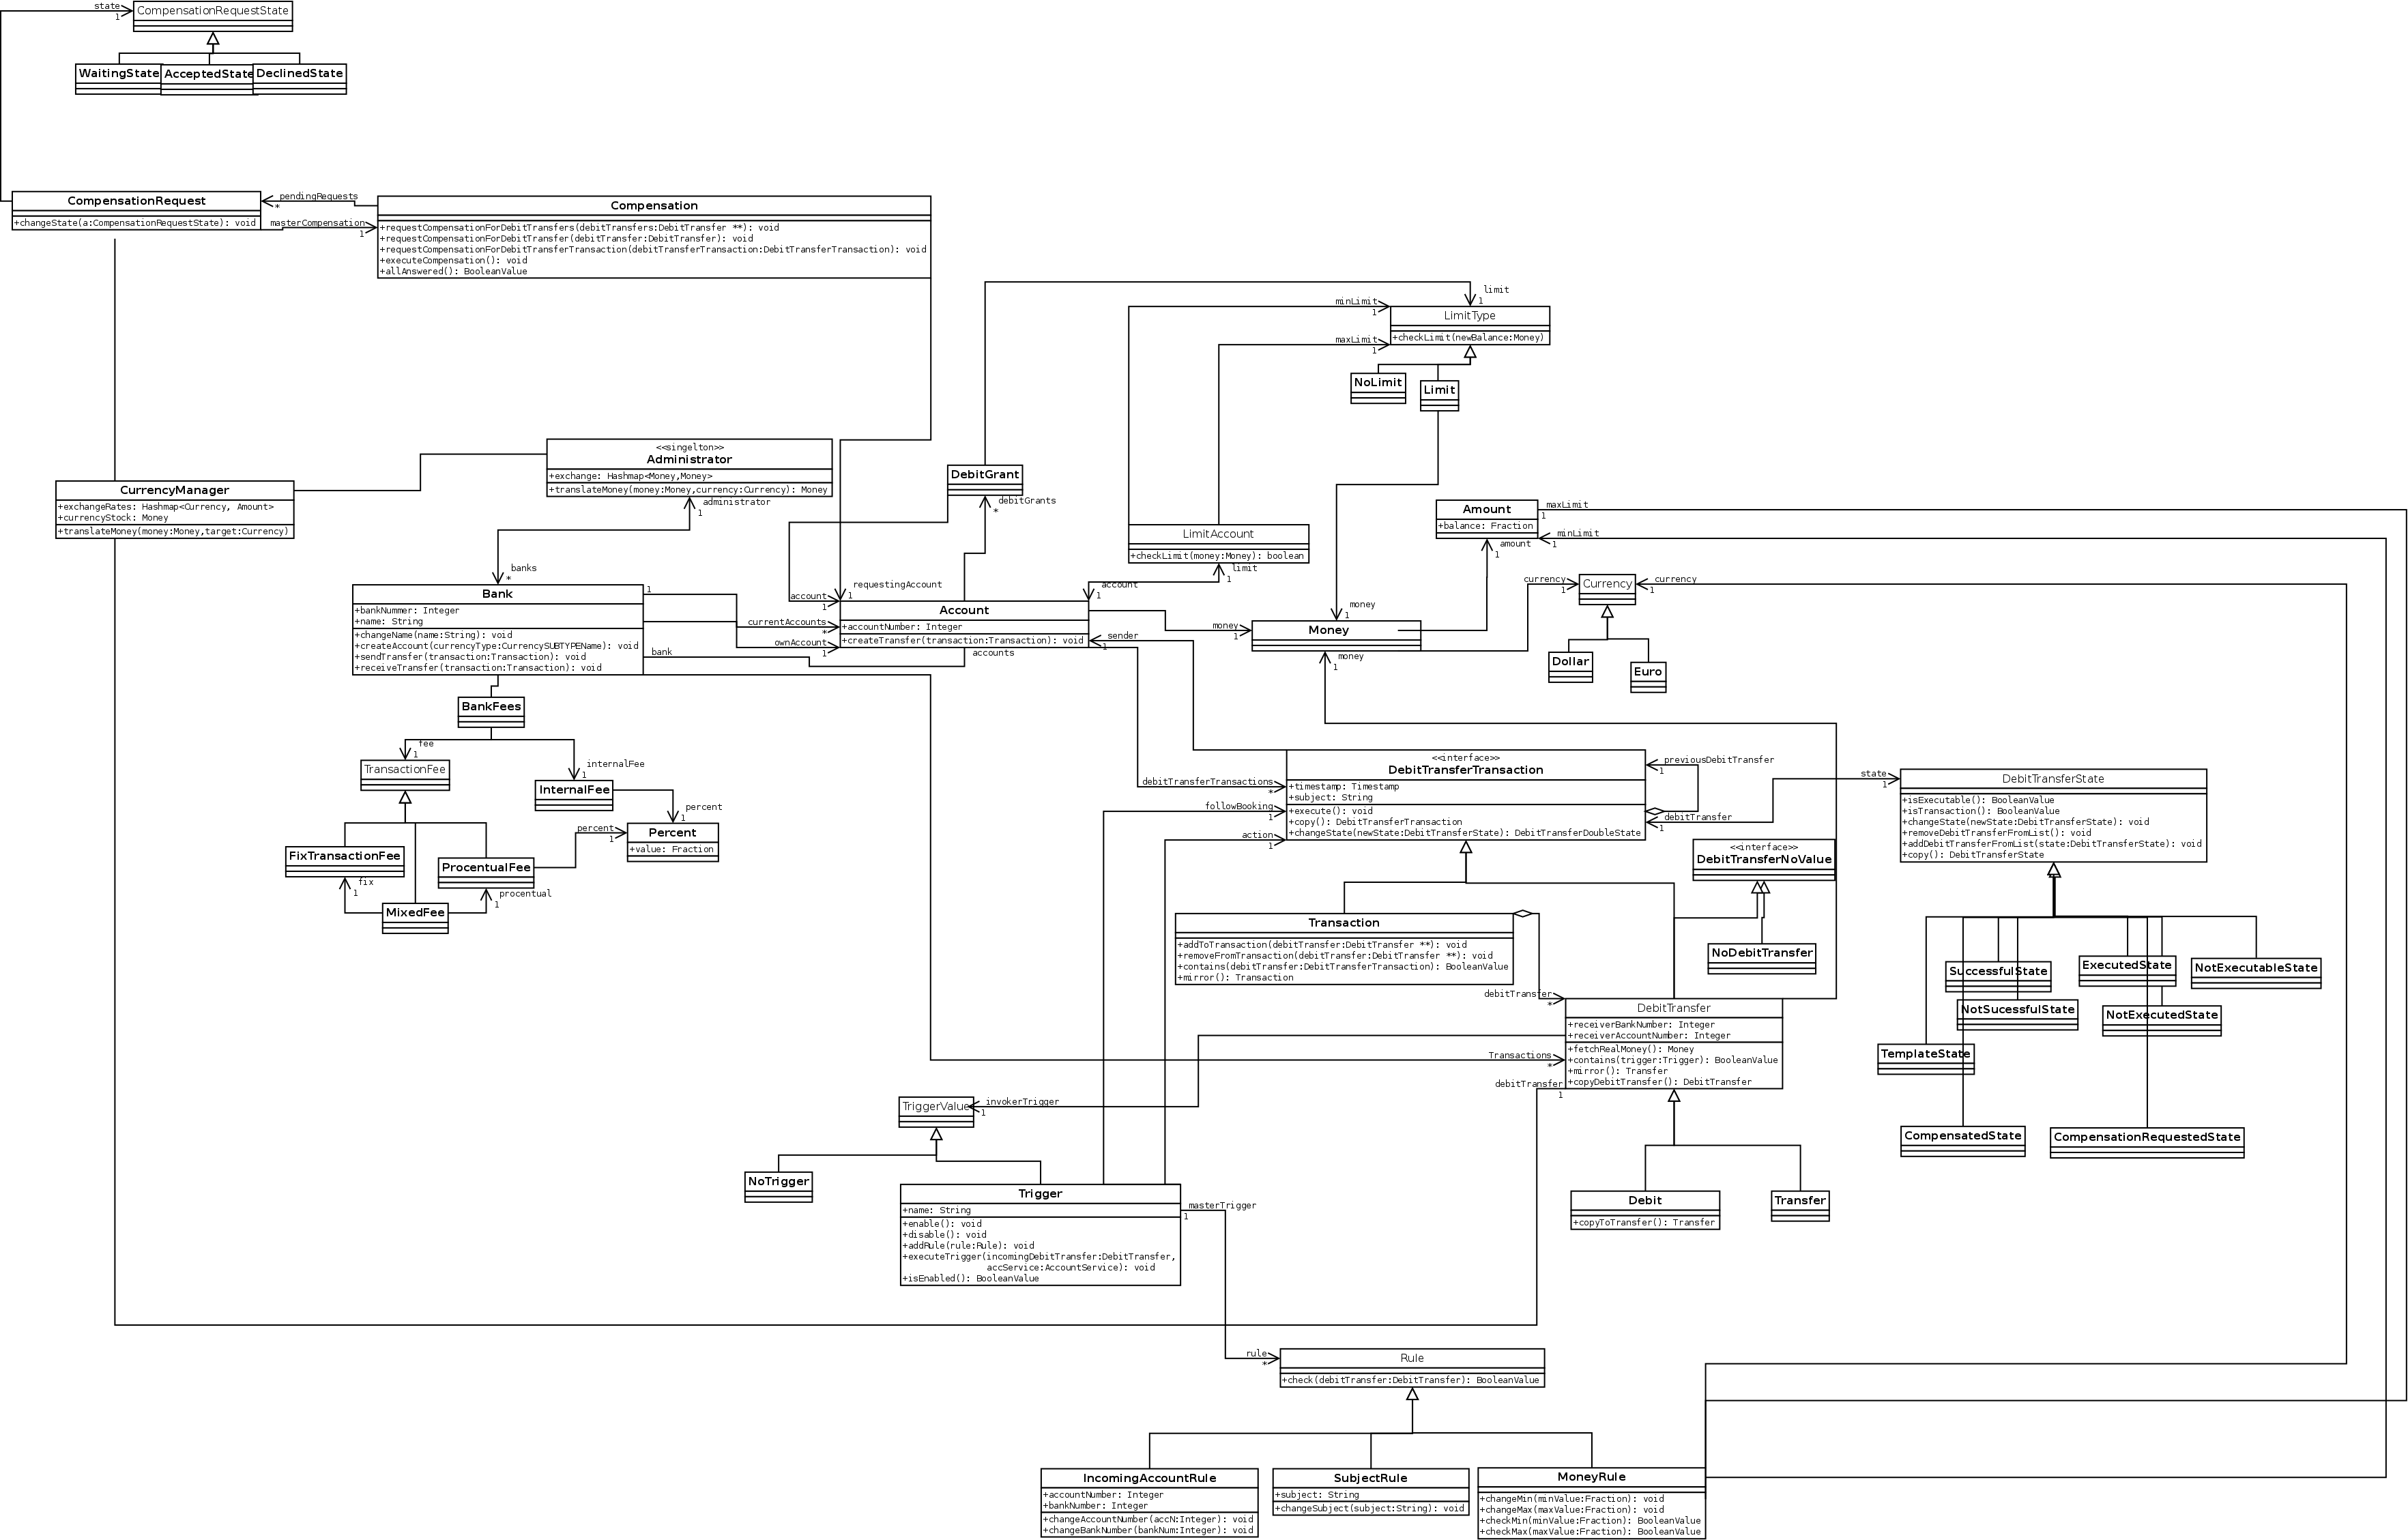 state
1
CompensationRequestState
WaitingState
AcceptedState
DeclinedState
CompensationRequest
+changeState(a:CompensationRequestState): void
pendingRequests
*
masterCompensation
1
Compensation
+requestCompensationForDebitTransfers(debitTransfers:DebitTransfer **): void
+requestCompensationForDebitTransfer(debitTransfer:DebitTransfer): void
+requestCompensationForDebitTransferTransaction(debitTransferTransaction:DebitTransferTransaction): void
+executeCompensation(): void
+allAnswered(): BooleanValue
limit
1
minLimit
1
maxLimit
1
LimitType
+checkLimit(newBalance:Money)
NoLimit
Limit
<<singelton>>
Administrator
+exchange: Hashmap<Money,Money>
+translateMoney(money:Money,currency:Currency): Money
administrator
1
CurrencyManager
+exchangeRates: Hashmap<Currency, Amount>
+currencyStock: Money
+translateMoney(money:Money,target:Currency)
DebitGrant
debitGrants
*
LimitAccount
+checkLimit(money:Money): boolean
limit
1
account
1
Amount
+balance: Fraction
maxLimit
1
minLimit
1
amount
1
banks
*
Bank
+bankNummer: Integer
+name: String
+changeName(name:String): void
+createAccount(currencyType:CurrencySUBTYPEName): void
+sendTransfer(transaction:Transaction): void
+receiveTransfer(transaction:Transaction): void
1
bank
currentAccounts
*
ownAccount
1
account
1
requestingAccount
1
Account
+accountNumber: Integer
+createTransfer(transaction:Transaction): void
accounts
sender
1
money
1
money
1
Money
money
1
currency
1
Currency
currency
1
Dollar
Euro
BankFees
fee
1
internalFee
1
TransactionFee
InternalFee
percent
1
percent
1
Percent
+value: Fraction
FixTransactionFee
ProcentualFee
fix
1
procentual
1
MixedFee
<<interface>>
DebitTransferTransaction
+timestamp: Timestamp
+subject: String
+execute(): void
+copy(): DebitTransferTransaction
+changeState(newState:DebitTransferState): DebitTransferDoubleState
debitTransferTransactions
*
followBooking
1
action
1
previousDebitTransfer
1
debitTransfer
1
state
1
DebitTransferState
+isExecutable(): BooleanValue
+isTransaction(): BooleanValue
+changeState(newState:DebitTransferState): void
+removeDebitTransferFromList(): void
+addDebitTransferFromList(state:DebitTransferState): void
+copy(): DebitTransferState
<<interface>>
DebitTransferNoValue
NoDebitTransfer
Transaction
+addToTransaction(debitTransfer:DebitTransfer **): void
+removeFromTransaction(debitTransfer:DebitTransfer **): void
+contains(debitTransfer:DebitTransferTransaction): BooleanValue
+mirror(): Transaction
debitTransfer
*
SuccessfulState
ExecutedState
NotExecutableState
NotSucessfulState
NotExecutedState
TemplateState
CompensatedState
CompensationRequestedState
DebitTransfer
+receiverBankNumber: Integer
+receiverAccountNumber: Integer
+fetchRealMoney(): Money
+contains(trigger:Trigger): BooleanValue
+mirror(): Transfer
+copyDebitTransfer(): DebitTransfer
Transactions
*
debitTransfer
1
TriggerValue
invokerTrigger
1
NoTrigger
Trigger
+name: String
+enable(): void
+disable(): void
+addRule(rule:Rule): void
+executeTrigger(incomingDebitTransfer:DebitTransfer,
accService:AccountService): void
+isEnabled(): BooleanValue
masterTrigger
1
Debit
+copyToTransfer(): Transfer
Transfer
rule
*
Rule
+check(debitTransfer:DebitTransfer): BooleanValue
IncomingAccountRule
+accountNumber: Integer
+bankNumber: Integer
+changeAccountNumber(accN:Integer): void
+changeBankNumber(bankNum:Integer): void
SubjectRule
+subject: String
+changeSubject(subject:String): void
MoneyRule
+changeMin(minValue:Fraction): void
+changeMax(maxValue:Fraction): void
+checkMin(minValue:Fraction): BooleanValue
+checkMax(maxValue:Fraction): BooleanValue